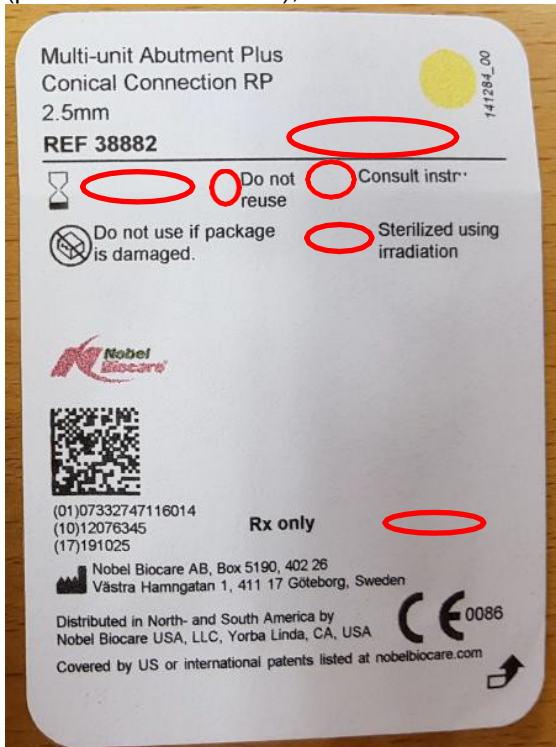 Multi-unit Abutment Plus
Conical Connection RP
2.5mm
141284_00
REF 38882
Do not
reuse
Consult instr
Do not use if package
is damaged.
Sterilized using
irradiation
Nobel
Biocare
(01)07332747116014
(10)12076345
(17)191025
Rx only
Nobel Biocare AB, Box 5190, 402 26
Västra Hamngatan 1, 411 17 Göteborg, Sweden
Distributed in North- and South America by
Nobel Biocare USA, LLC, Yorba Linda, CA, USA
CE 0086
Covered by US or international patents listed at nobelbiocare.com